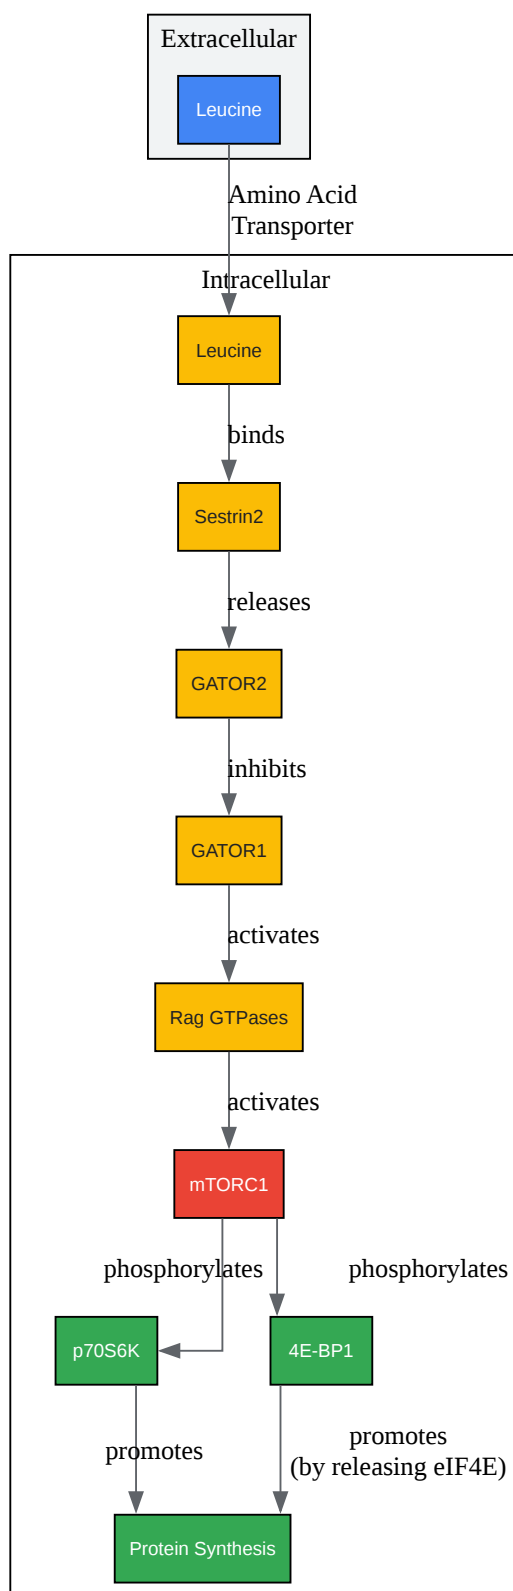 Extracellular
Leucine
Amino Acid
Transporter
Intracellular
Leucine
binds
Sestrin2
releases
GATOR2
inhibits
GATOR1
activates
Rag GTPases
activates
mTORC1
phosphorylates
phosphorylates
p70S6K
4E-BP1
promotes
promotes
(by releasing eIF4E)
Protein Synthesis